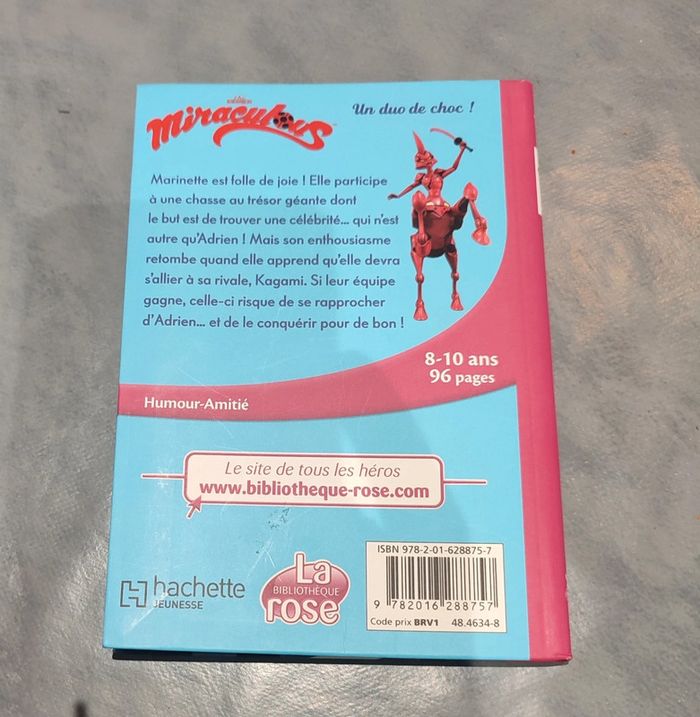 Miraculous
Un duo de choc !
Marinette est folle de joie ! Elle participe
à une chasse au trésor géante dont
le but est de trouver une célébrité... qui n'est
autre qu'Adrien ! Mais son enthousiasme
retombe quand elle apprend qu'elle devra
s'allier à sa rivale, Kagami. Si leur équipe
gagne, celle-ci risque de se rapprocher
d'Adrien... et de le conquérir pour de bon !
8-10 ans
96 pages
Humour-Amitié
Le site de tous les héros
www.bibliotheque-rose.com
hachette
JEUNESSE
La
BIBLIOTHÈQUE
rose
ISBN 978-2-01-628875-7
9 782016 288757
Code prix BRV1 48.4634-8